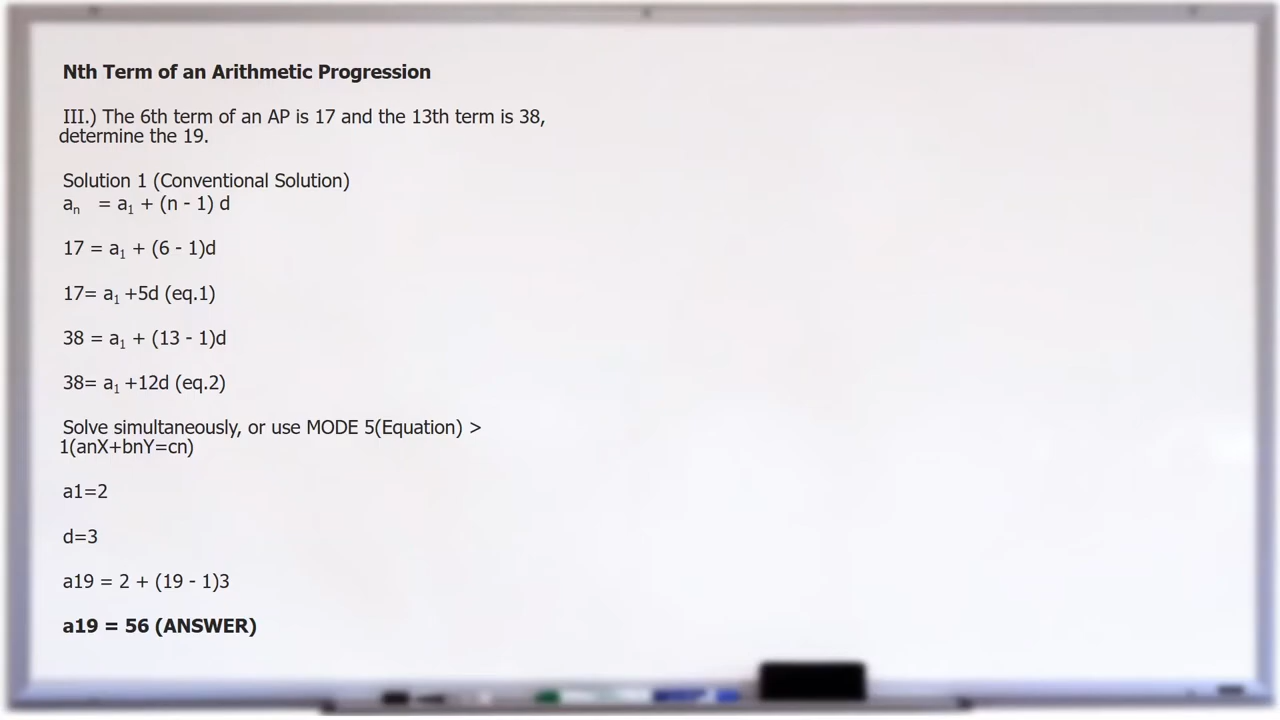 Nth Term of an Arithmetic Progression
III.) The 6th term of an AP is 17 and the 13th term is 38,
determine the 19.
Solution 1 (Conventional Solution)
aₙ = a₁ + (n - 1) d
17 = a₁ + (6 - 1)d
17= a₁ +5d (eq.1)
38 = a₁ + (13 - 1)d
38= a₁ +12d (eq.2)
Solve simultaneously, or use MODE 5(Equation) >
1(anX+bnY=cn)
a1=2
d=3
a19 = 2 + (19 - 1)3
a19 = 56 (ANSWER)